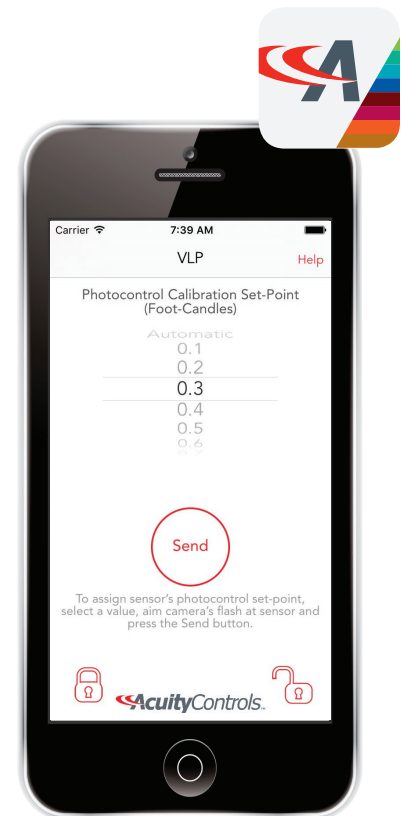 A
Carrier 7:39 AM
VLP
Help
Photocontrol Calibration Set-Point
(Foot-Candles)
Automatic
0.1
0.2
0.3
0.4
0.5
0.6
Send
To assign sensor's photocontrol set-point,
select a value, aim camera's flash at sensor and
press the Send button.
AcuityControls.